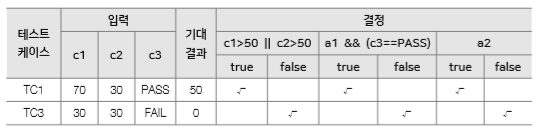 테스트 케이스 입력 기대 결과 결정
c1 c2 c3 c1>50 || c2>50 a1 && (c3==PASS) a2
true false true false true false
TC1 70 30 PASS 50 √ √ √
TC3 30 30 FAIL 0 √ √ √